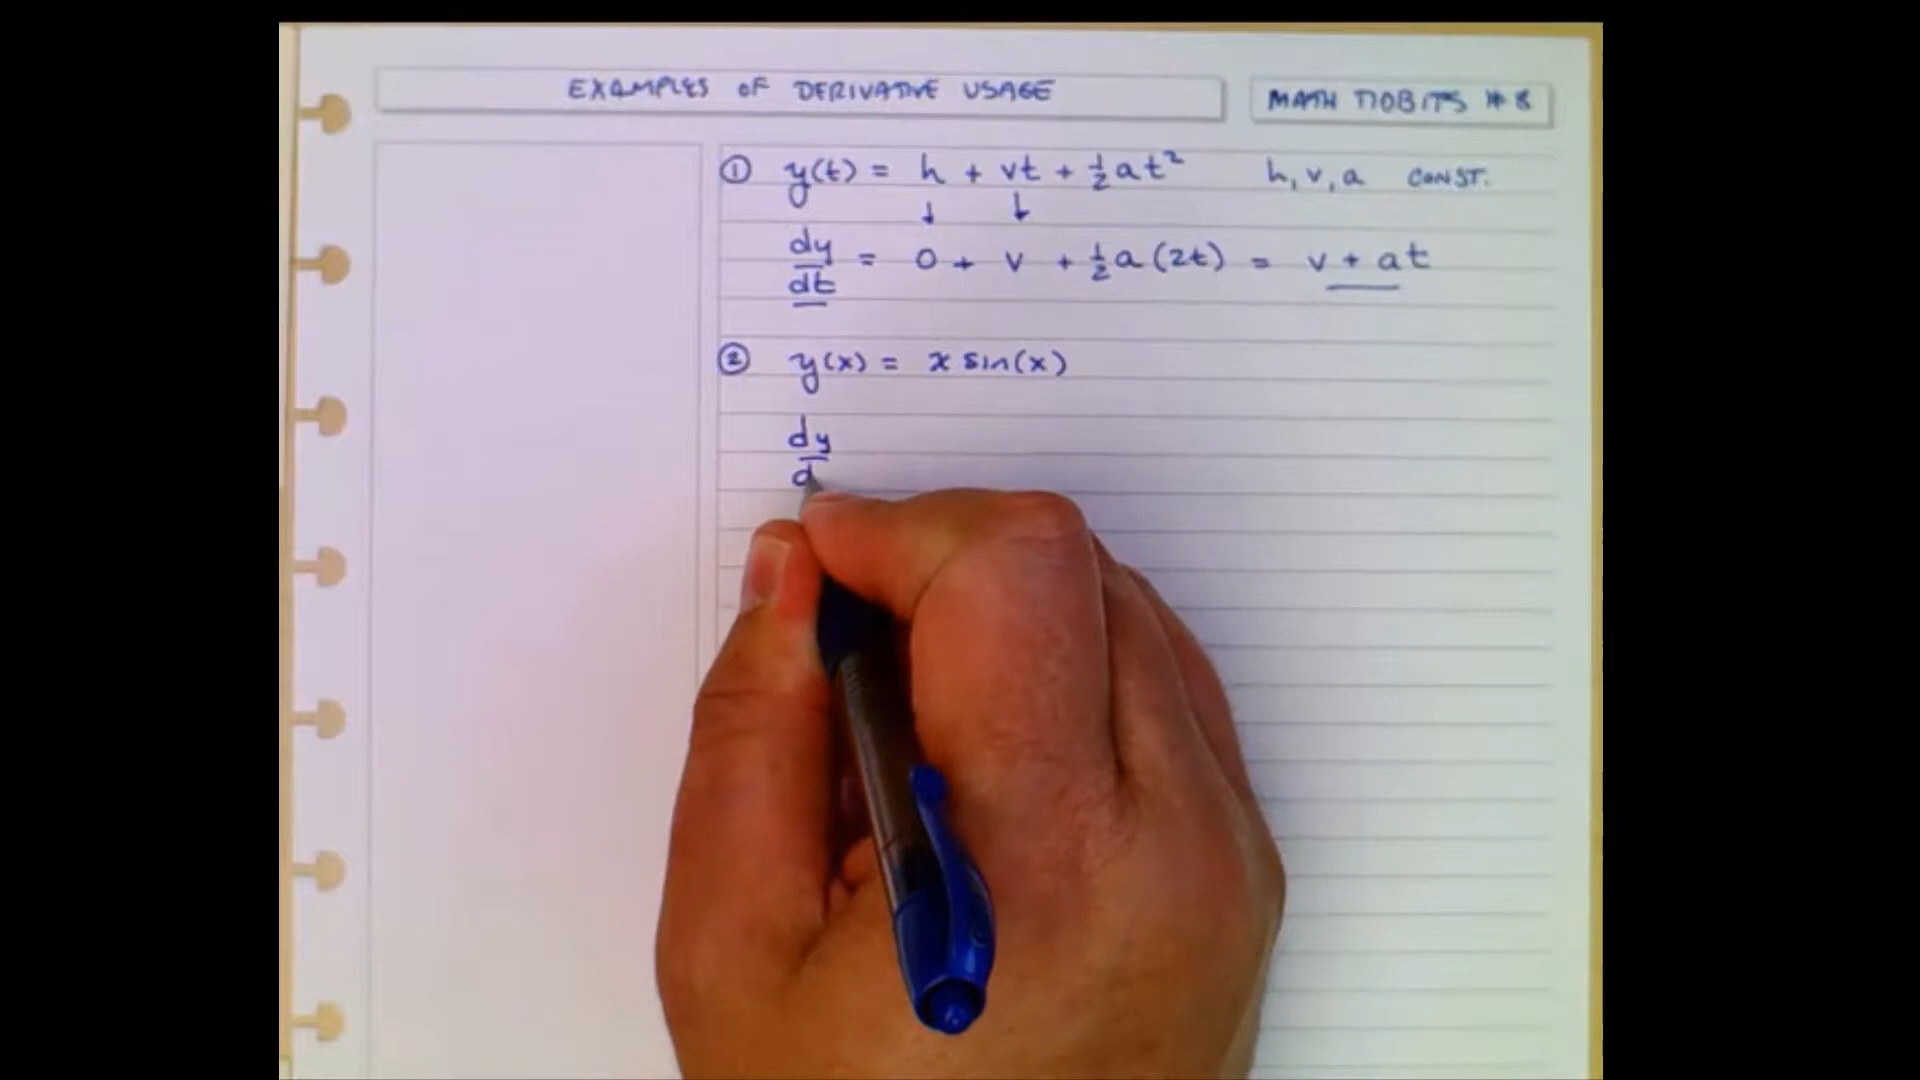 EXAMPLES OF DERIVATIVE USAGE
MATH TIDBITS #8
① y(t) = h + vt + ½at² h, v, a CONST.
↓ ↓
dy/dt = 0 + v + ½a(2t) = v + at
② y(x) = x sin(x)
dy/d